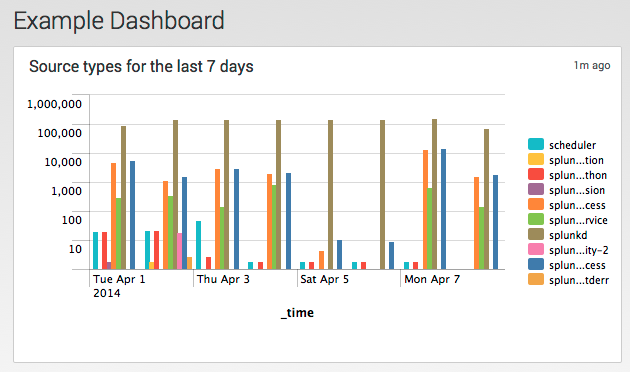 Example Dashboard
Source types for the last 7 days
1m ago
1,000,000
100,000
10,000
1,000
100
10
Tue Apr 1
2014
Thu Apr 3
Sat Apr 5
Mon Apr 7
_time
scheduler
splun...tion
splun...thon
splun...sion
splun...cess
splun...rvice
splunkd
splun...ity-2
splun...cess
splun...tderr